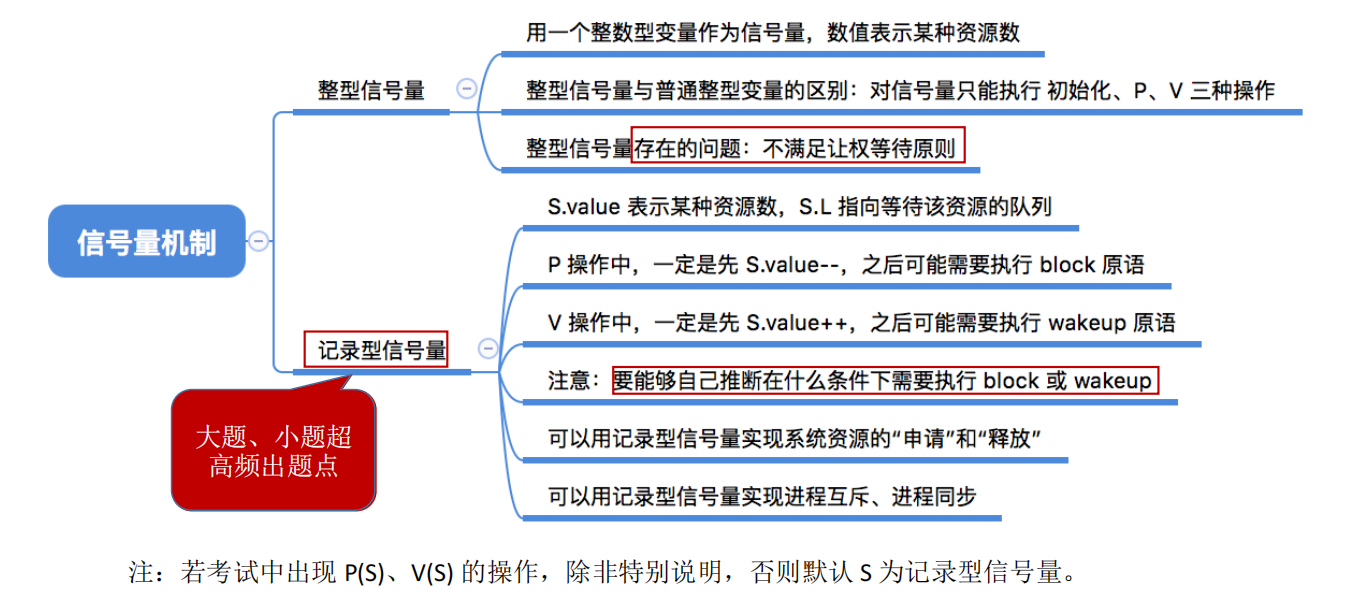 用一个整数型变量作为信号量，数值表示某种资源数
整型信号量
整型信号量与普通整型变量的区别：对信号量只能执行 初始化、P、V 三种操作
整型信号量存在的问题：不满足让权等待原则
信号量机制
S.value 表示某种资源数，S.L 指向等待该资源的队列
P 操作中，一定是先 S.value--，之后可能需要执行 block 原语
V 操作中，一定是先 S.value++，之后可能需要执行 wakeup 原语
记录型信号量
注意：要能够自己推断在什么条件下需要执行 block 或 wakeup
可以用记录型信号量实现系统资源的“申请”和“释放”
可以用记录型信号量实现进程互斥、进程同步
大题、小题超
高频出题点
注：若考试中出现 P(S)、V(S) 的操作，除非特别说明，否则默认 S 为记录型信号量。